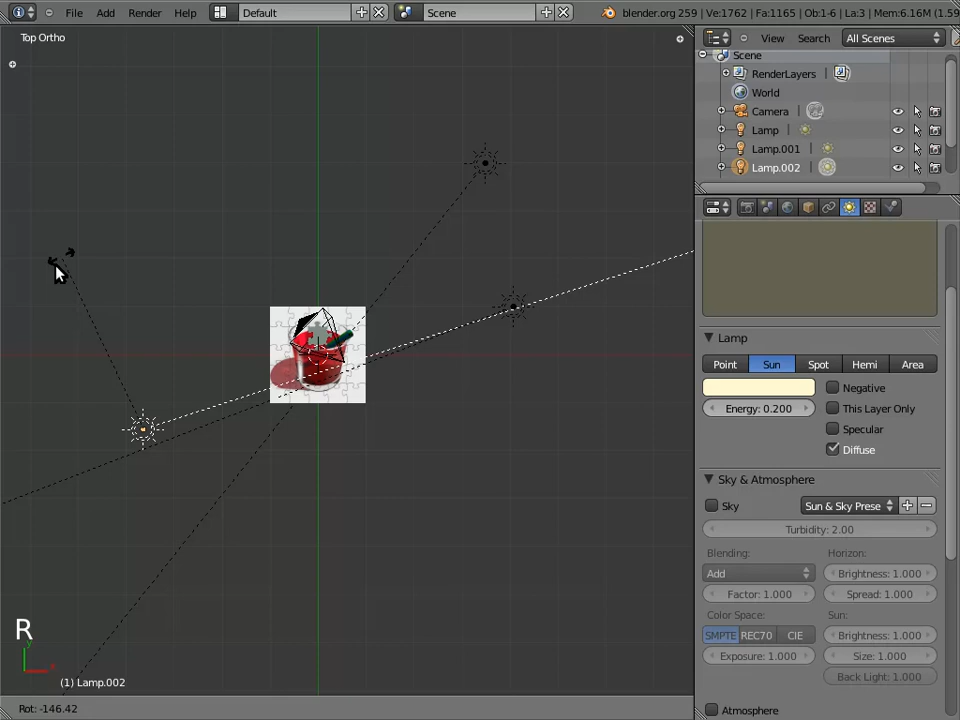 File Add Render Help Default Scene blender.org 259 | Ve:1762 | Fa:1165 | Ob:1-6 | La:3 | Mem:6.16M (1.59
Top Ortho
View Search All Scenes
Scene
RenderLayers |
World
Camera |
Lamp |
Lamp.001 |
Lamp.002 |
Lamp
Point Sun Spot Hemi Area
Negative
Energy: 0.200 This Layer Only
Specular
Diffuse
Sky & Atmosphere
Sky Sun & Sky Prese
Turbidity: 2.00
Blending: Horizon:
Add Brightness: 1.000
Factor: 1.000 Spread: 1.000
Color Space: Sun:
SMPTE REC70 CIE Brightness: 1.000
Exposure: 1.000 Size: 1.000
Back Light: 1.000
Atmosphere
R
y
x
(1) Lamp.002
Rot: -146.42